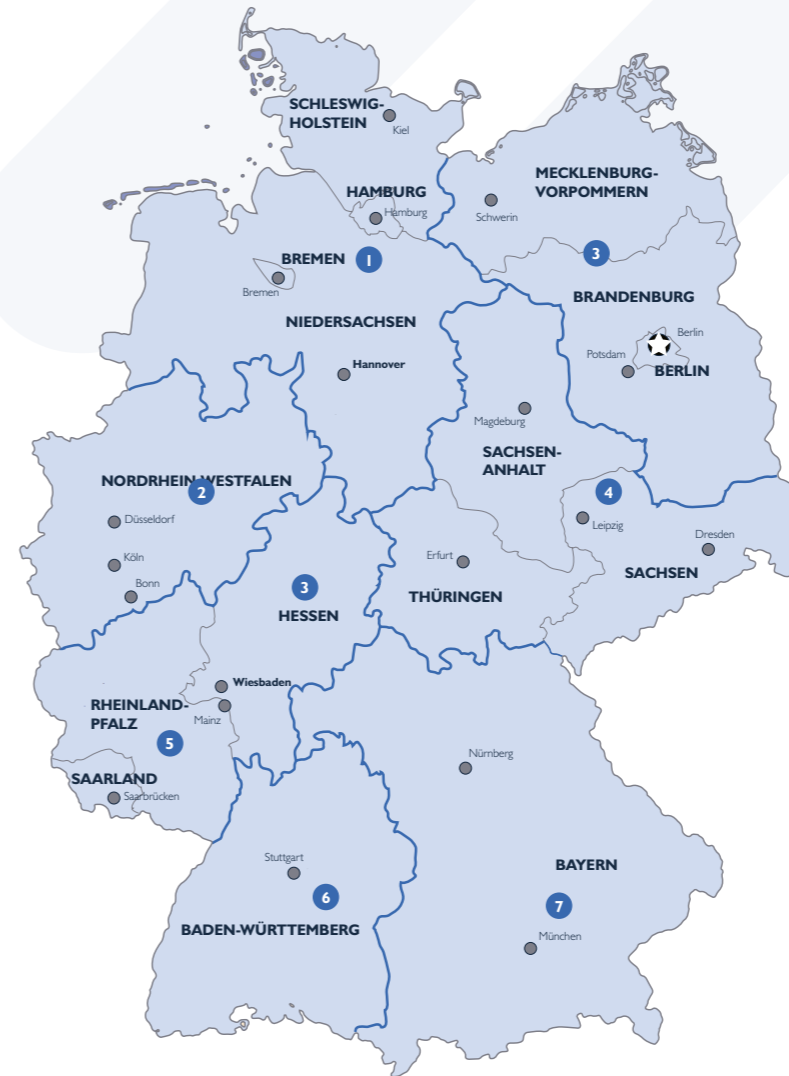 SCHLESWIG-
HOLSTEIN
Kiel
MECKLENBURG-
VORPOMMERN
HAMBURG
Hamburg
Schwerin
BREMEN
1
3
Bremen
BRANDENBURG
NIEDERSACHSEN
Berlin
Hannover
Potsdam
BERLIN
Magdeburg
SACHSEN-
ANHALT
NORDRHEIN-WESTFALEN
2
4
Düsseldorf
Leipzig
Dresden
Köln
Erfurt
SACHSEN
Bonn
3
THÜRINGEN
HESSEN
Wiesbaden
RHEINLAND-
PFALZ
Mainz
5
Nürnberg
SAARLAND
Saarbrücken
Stuttgart
BAYERN
6
7
BADEN-WÜRTTEMBERG
München